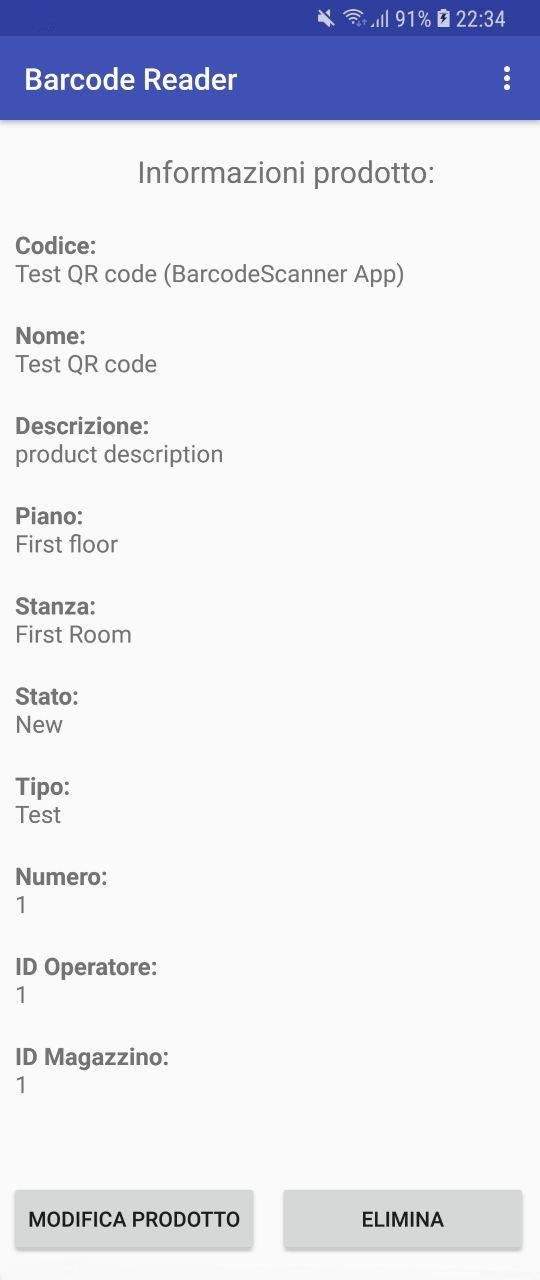 91% 22:34
Barcode Reader
Informazioni prodotto:
Codice:
Test QR code (BarcodeScanner App)
Nome:
Test QR code
Descrizione:
product description
Piano:
First floor
Stanza:
First Room
Stato:
New
Tipo:
Test
Numero:
1
ID Operatore:
1
ID Magazzino:
1
MODIFICA PRODOTTO ELIMINA